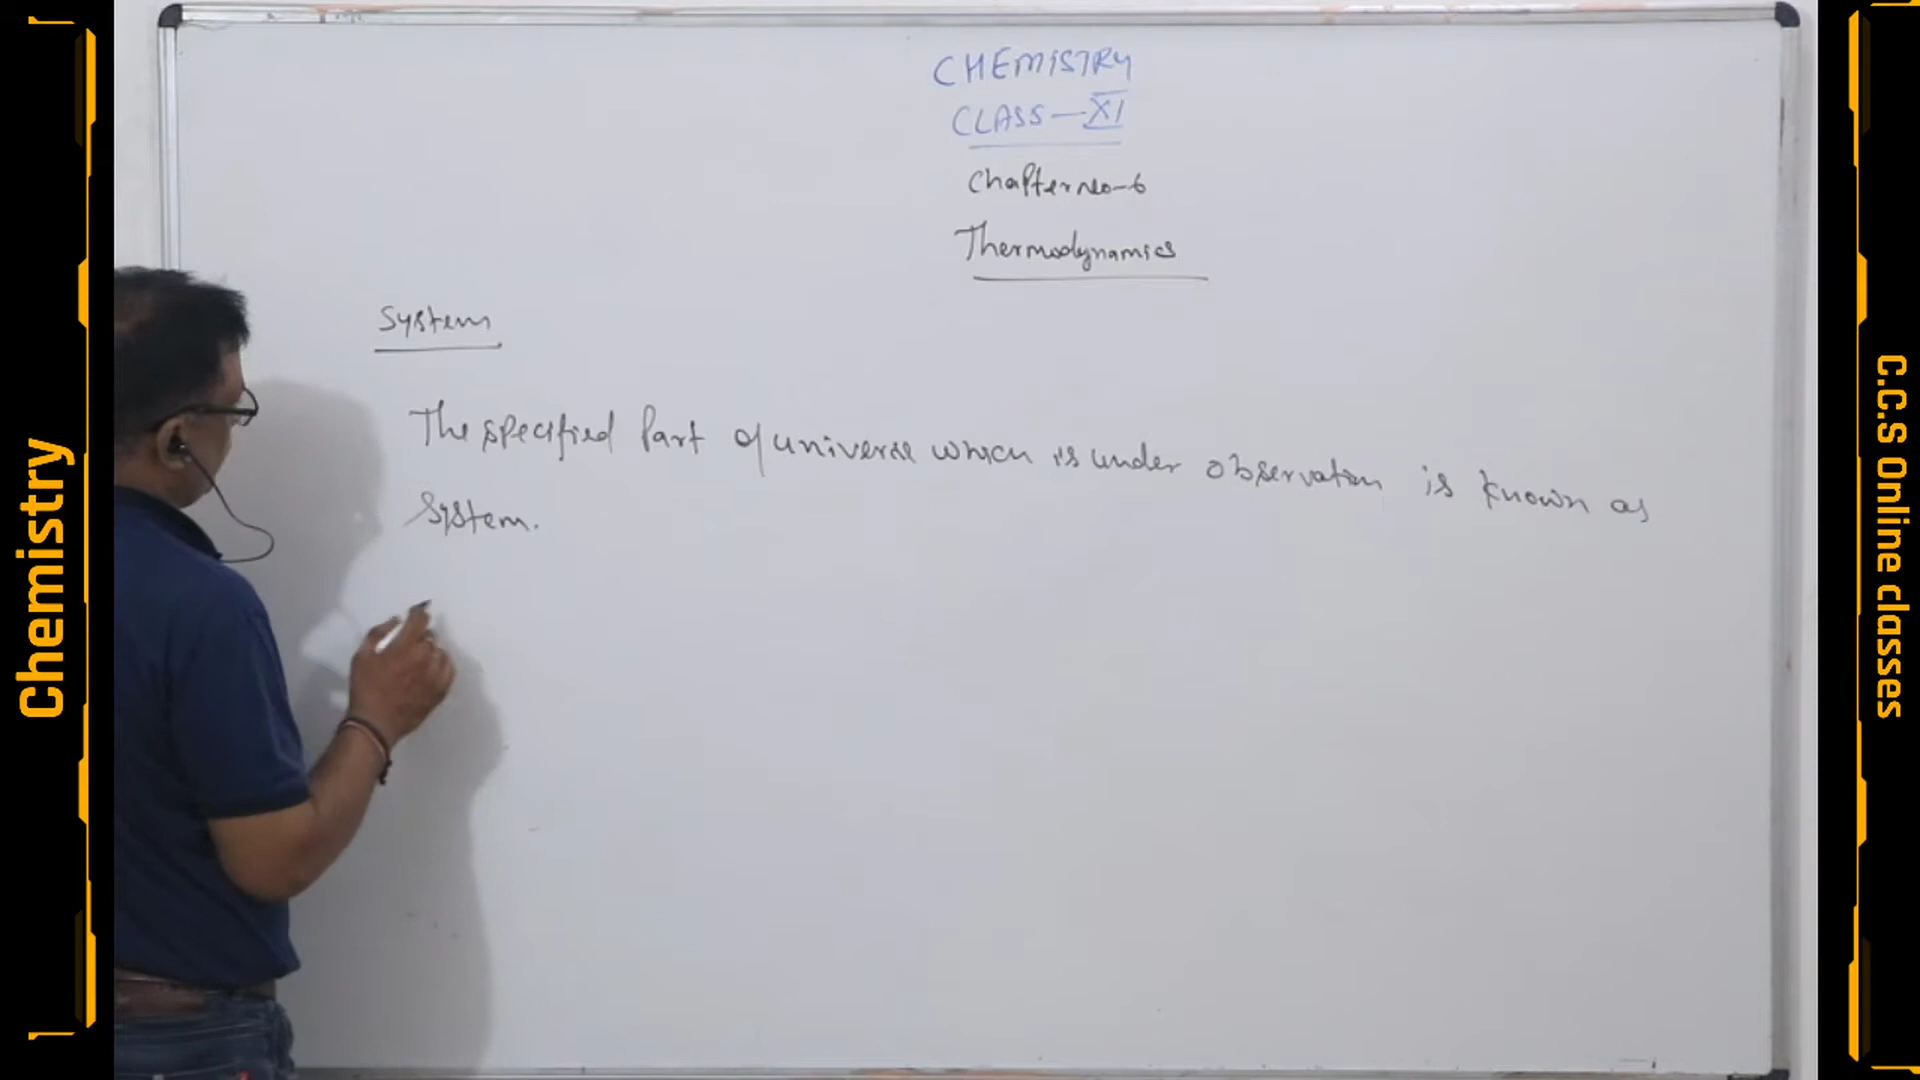 CHEMISTRY
CLASS - XI
Chapter no-6
Thermodynamics
System
The specified Part of universe which is under observation is known as
System.
Chemistry
C.C.S Online classes